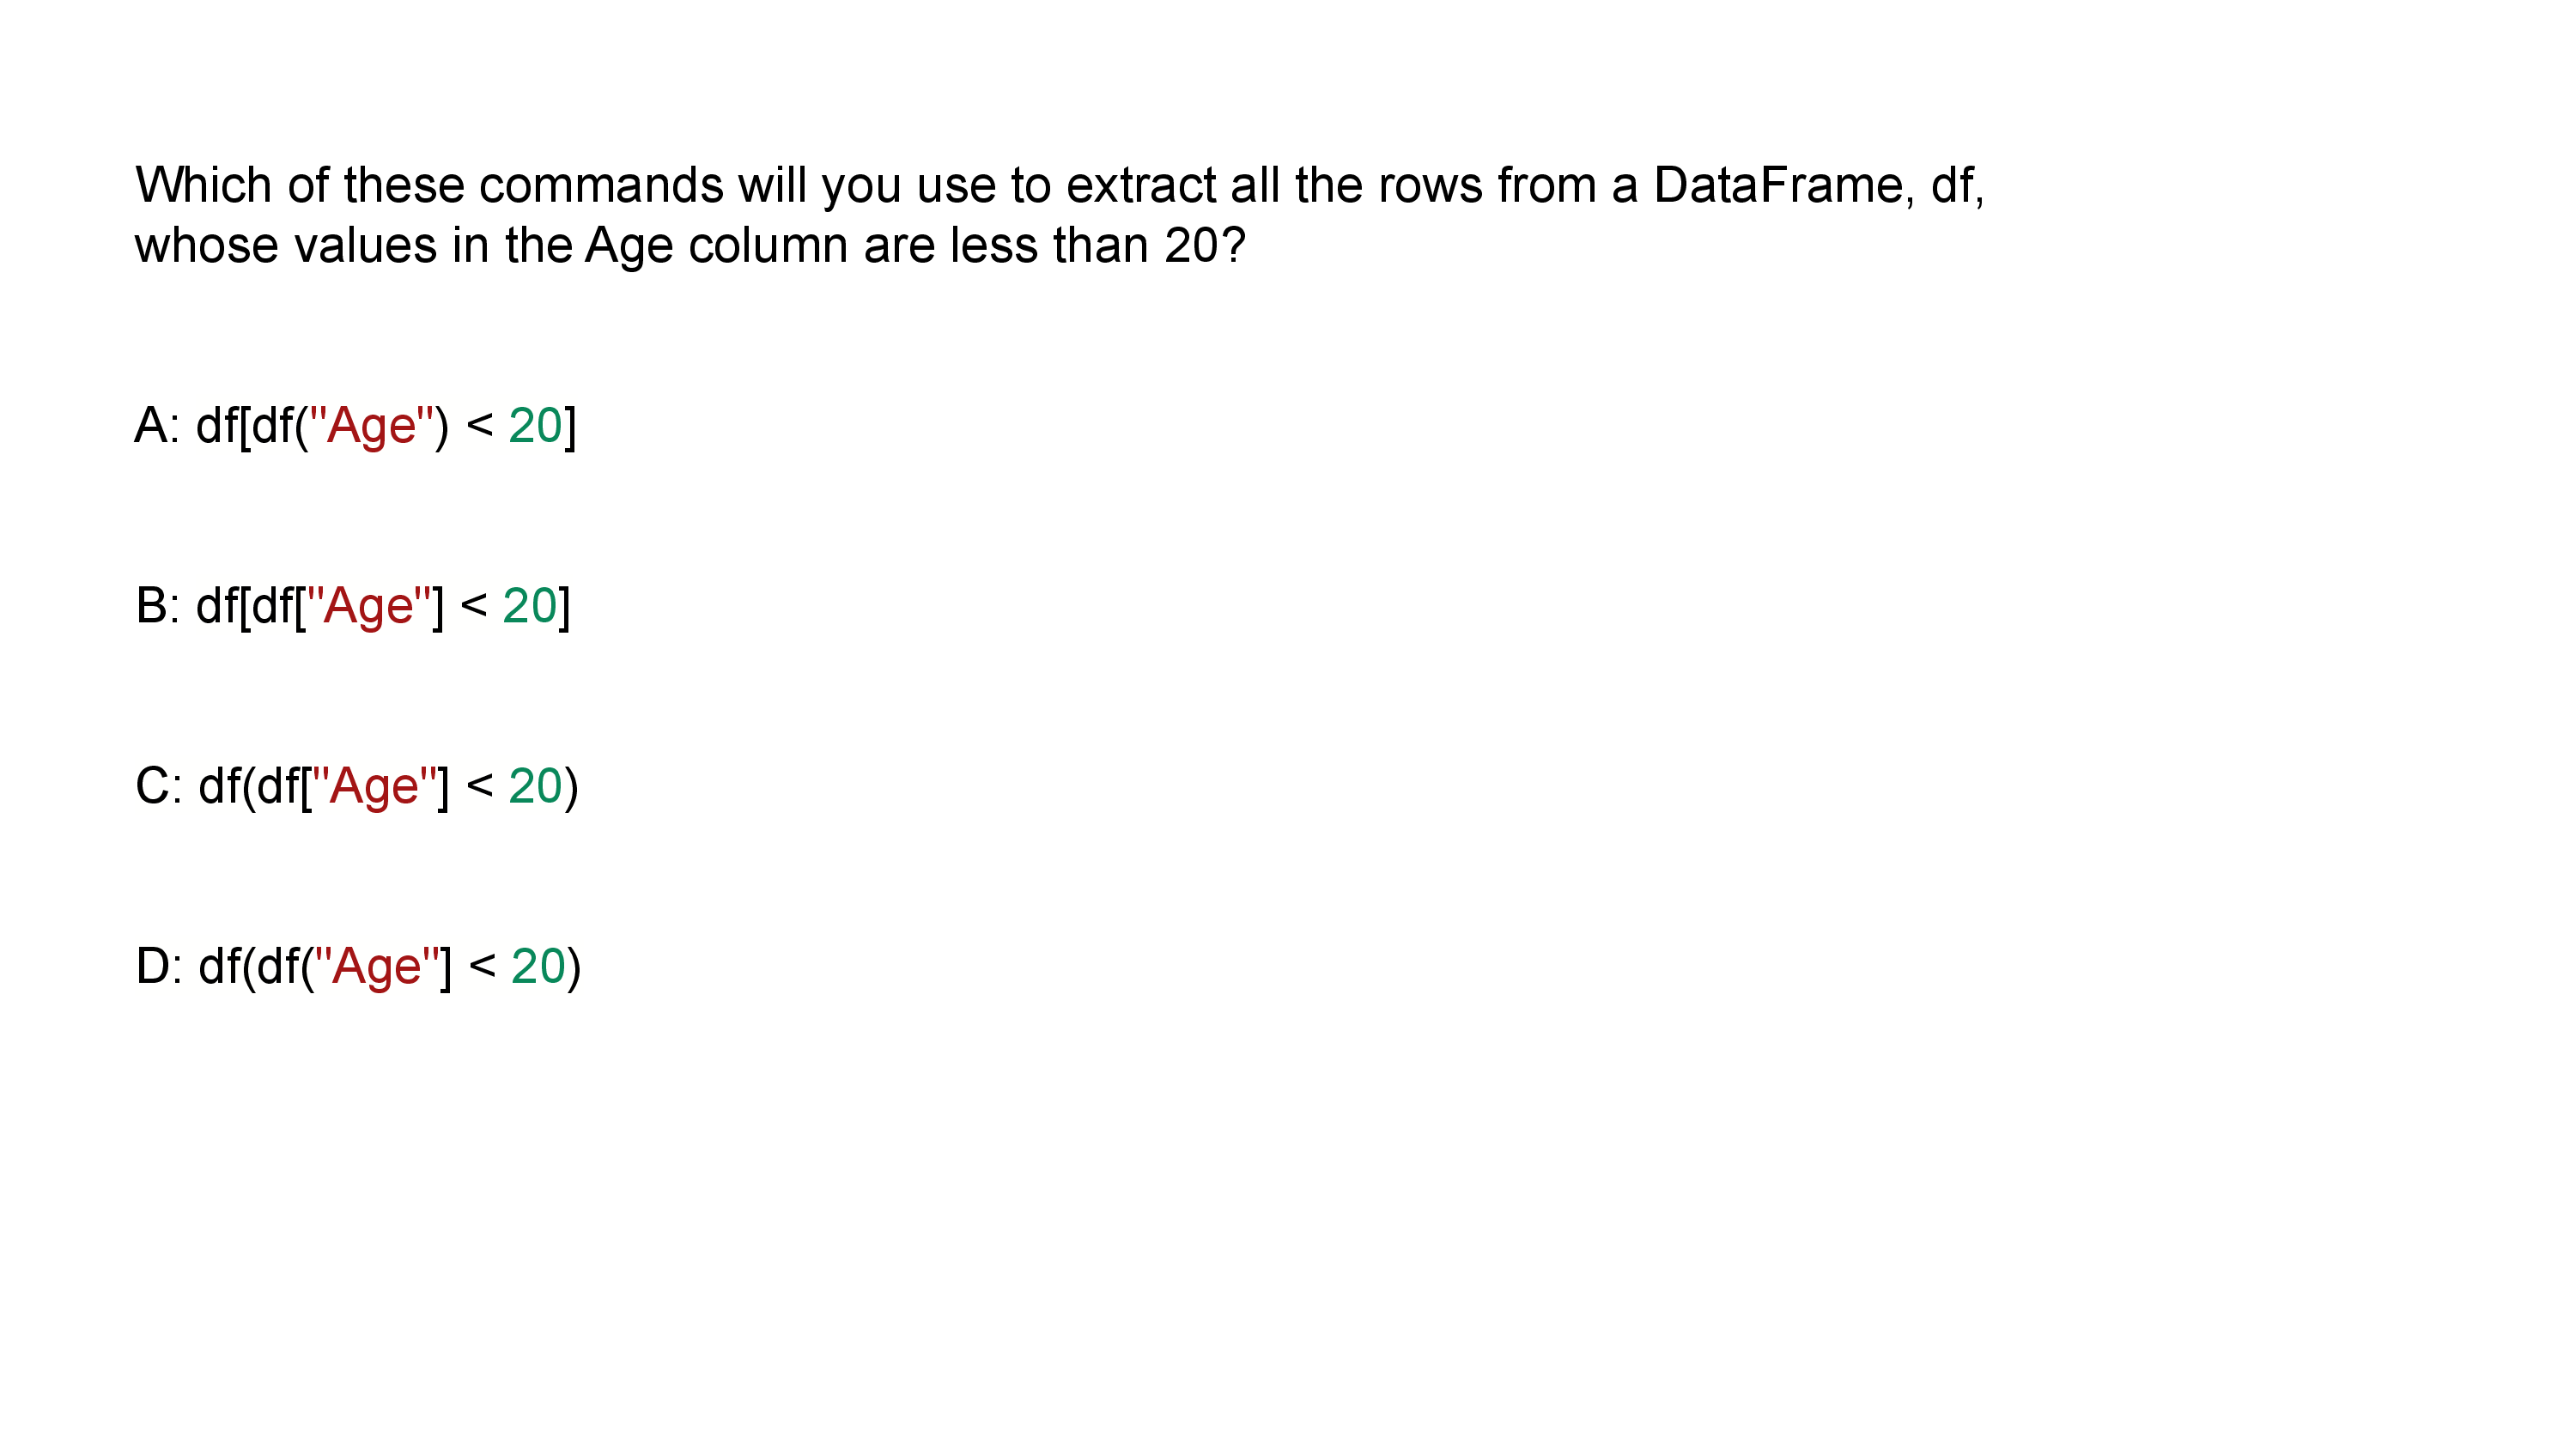 Which of these commands will you use to extract all the rows from a DataFrame, df,
whose values in the Age column are less than 20?
A: df[df("Age") < 20]
B: df[df["Age"] < 20]
C: df(df["Age"] < 20)
D: df(df("Age"] < 20)